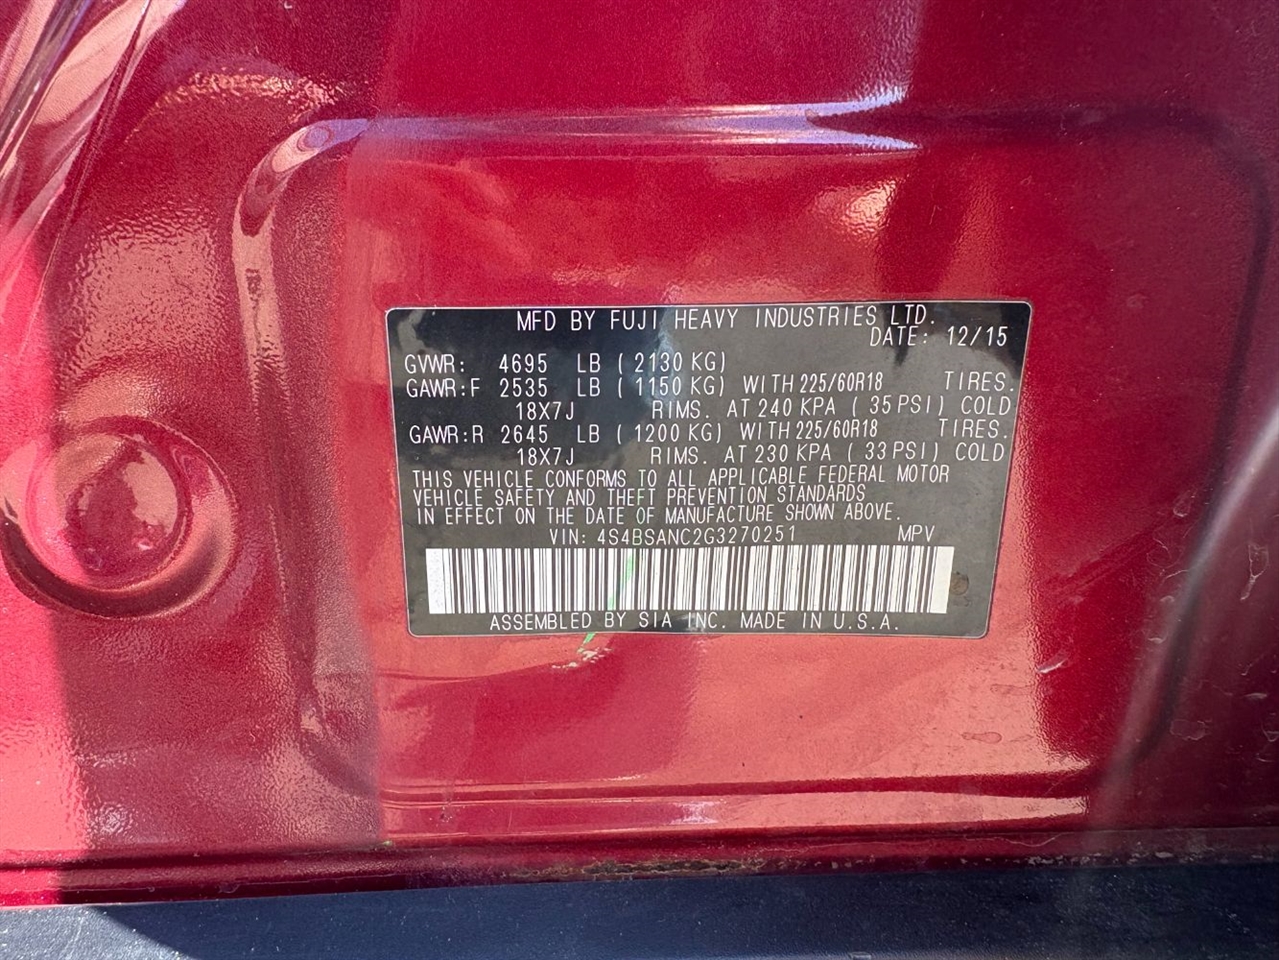 MFD BY FUJI HEAVY INDUSTRIES LTD.
DATE: 12/15
GVWR: 4695 LB ( 2130 KG)
GAWR:F 2535 LB ( 1150 KG) WITH 225/60R18 TIRES.
18X7J RIMS. AT 240 KPA ( 35 PSI) COLD
GAWR:R 2645 LB ( 1200 KG) WITH 225/60R18 TIRES.
18X7J RIMS. AT 230 KPA ( 33 PSI) COLD
THIS VEHICLE CONFORMS TO ALL APPLICABLE FEDERAL MOTOR
VEHICLE SAFETY AND THEFT PREVENTION STANDARDS
IN EFFECT ON THE DATE OF MANUFACTURE SHOWN ABOVE.
VIN: 4S4BSANC2G3270251 MPV
ASSEMBLED BY SIA INC. MADE IN U.S.A.